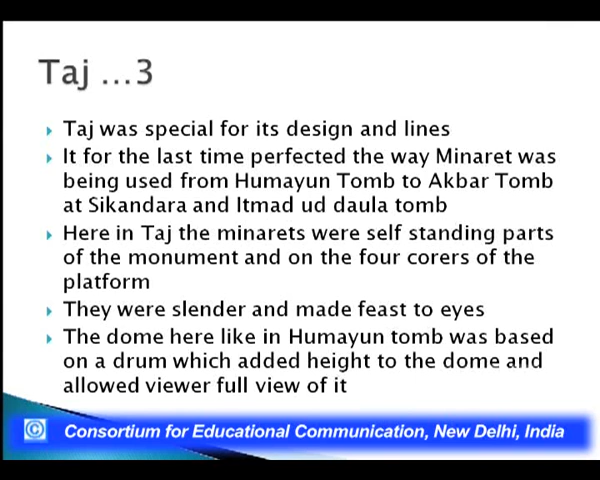 Taj ...3
Taj was special for its design and lines
It for the last time perfected the way Minaret was
being used from Humayun Tomb to Akbar Tomb
at Sikandara and Itmad ud daula tomb
Here in Taj the minarets were self standing parts
of the monument and on the four corers of the
platform
They were slender and made feast to eyes
The dome here like in Humayun tomb was based
on a drum which added height to the dome and
allowed viewer full view of it
© Consortium for Educational Communication, New Delhi, India